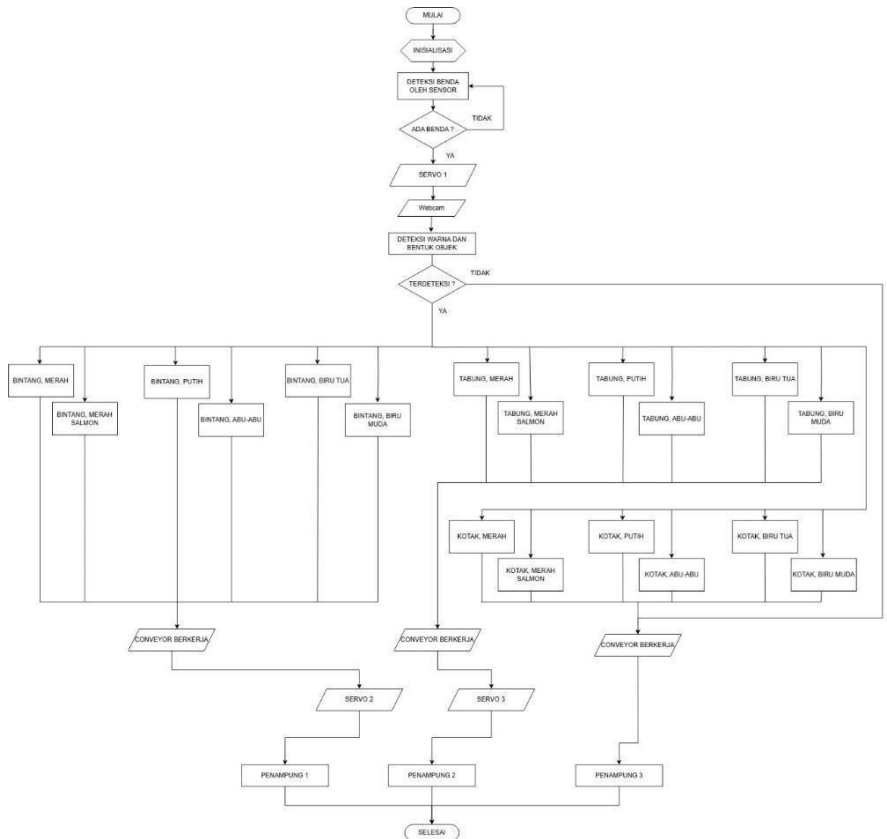 MULAI
INISIALISASI
DETEKSI BENDA
OLEH SENSOR
TIDAK
ADA BENDA ?
YA
SERVO 1
Webcam
DETEKSI WARNA DAN
BENTUK OBJEK
TIDAK
TERDETEKSI ?
YA
BINTANG, MERAH
BINTANG, MERAH
SALMON
BINTANG, PUTIH
BINTANG, ABU-ABU
BINTANG, BIRU TUA
BINTANG, BIRU
MUDA
TABUNG, MERAH
TABUNG, MERAH
SALMON
TABUNG, PUTIH
TABUNG, ABU-ABU
TABUNG, BIRU TUA
TABUNG, BIRU
MUDA
KOTAK, MERAH
KOTAK, MERAH
SALMON
KOTAK, PUTIH
KOTAK, ABU-ABU
KOTAK, BIRU TUA
KOTAK, BIRU MUDA
CONVEYOR BERKERJA
CONVEYOR BERKERJA
CONVEYOR BERKERJA
SERVO 2
SERVO 3
PENAMPUNG 1
PENAMPUNG 2
PENAMPUNG 3
SELESAI